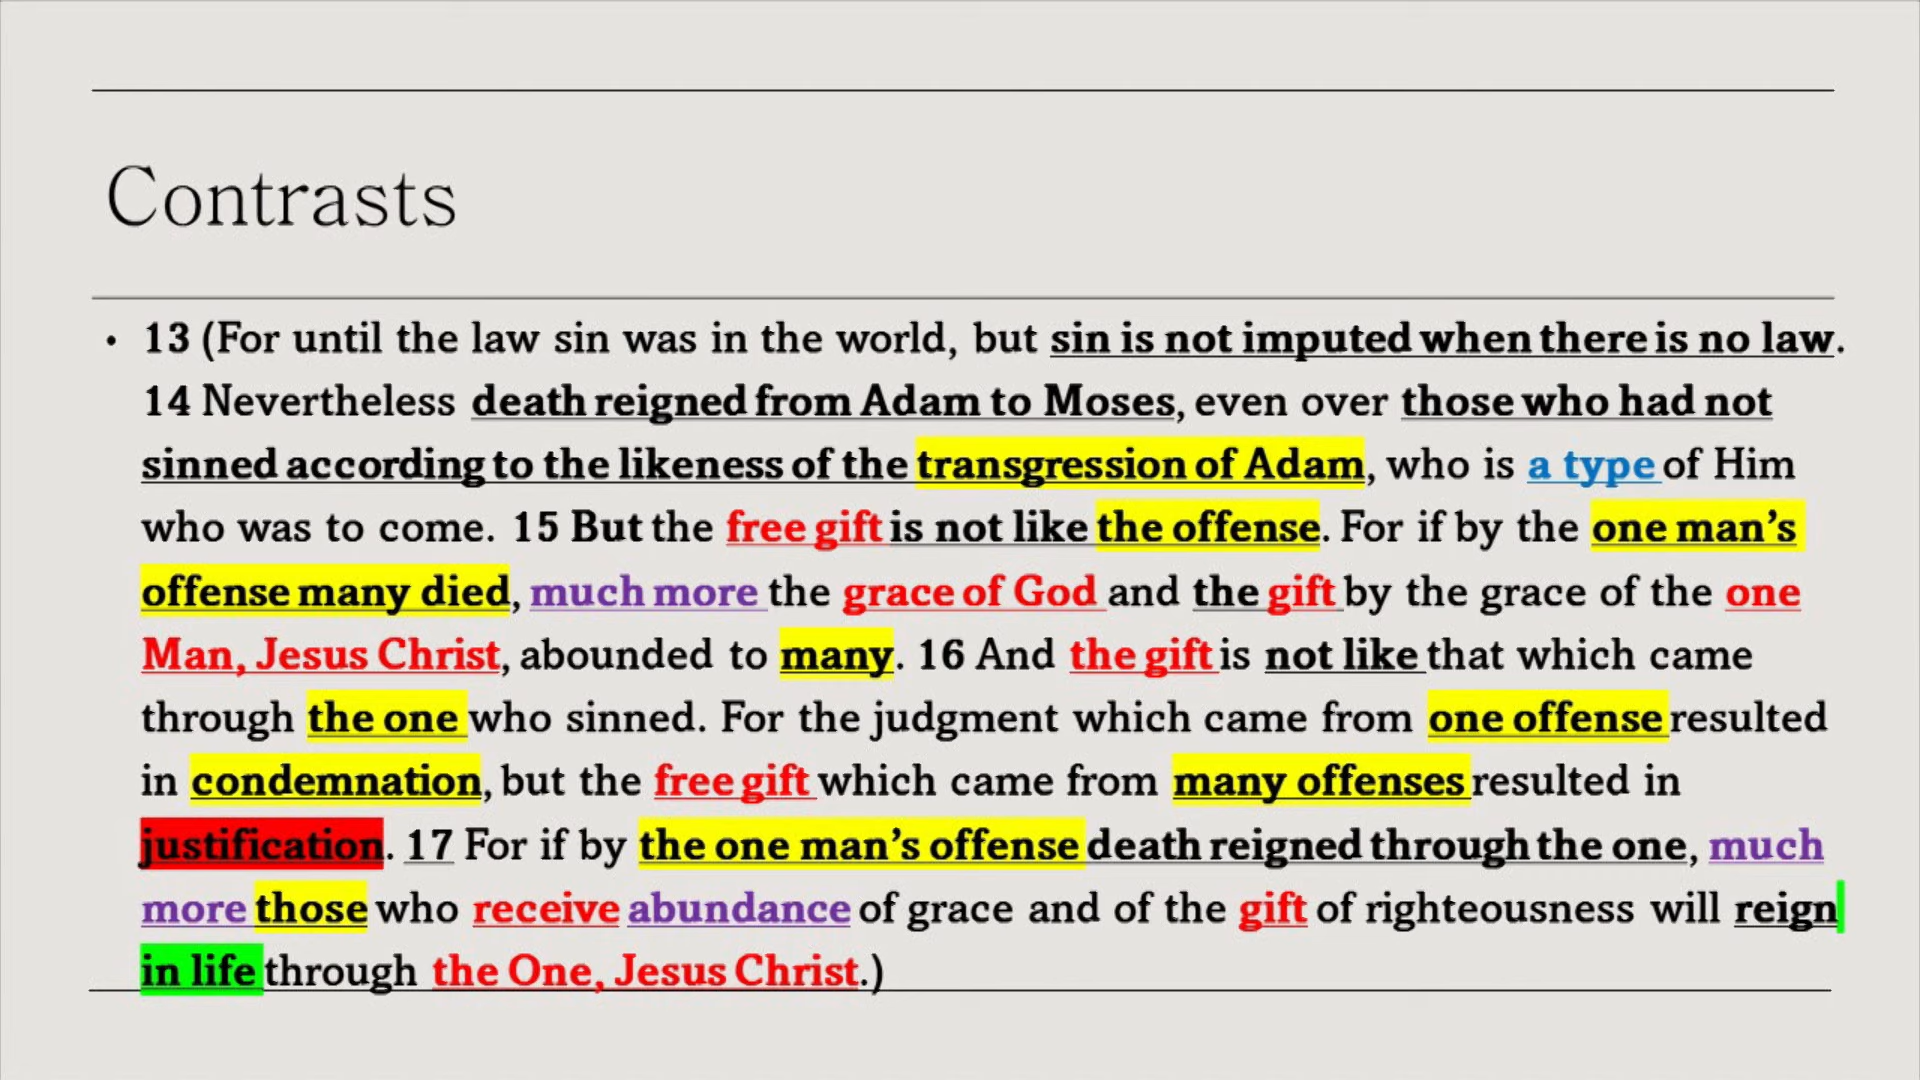 Contrasts
• 13 (For until the law sin was in the world, but sin is not imputed when there is no law.
14 Nevertheless death reigned from Adam to Moses, even over those who had not
sinned according to the likeness of the transgression of Adam, who is a type of Him
who was to come. 15 But the free gift is not like the offense. For if by the one man’s
offense many died, much more the grace of God and the gift by the grace of the one
Man, Jesus Christ, abounded to many. 16 And the gift is not like that which came
through the one who sinned. For the judgment which came from one offense resulted
in condemnation, but the free gift which came from many offenses resulted in
justification. 17 For if by the one man’s offense death reigned through the one, much
more those who receive abundance of grace and of the gift of righteousness will reign
in life through the One, Jesus Christ.)